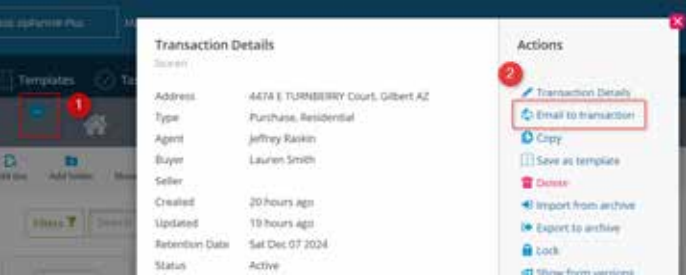 Transaction Details
Actions
Address 4474 E TURNBERRY Court, Gilbert AZ
Type Purchase, Residential
Agent Jeffrey Raskin
Buyer Lauren Smith
Seller
Created 20 hours ago
Updated 19 hours ago
Retention Date Sat Dec 07 2024
Status Active
2
Transaction Details
Email to transaction
Copy
Save as template
Delete
Import from archive
Export to archive
Lock
Show form versions
Templates
1
Add folder
Filters
Search